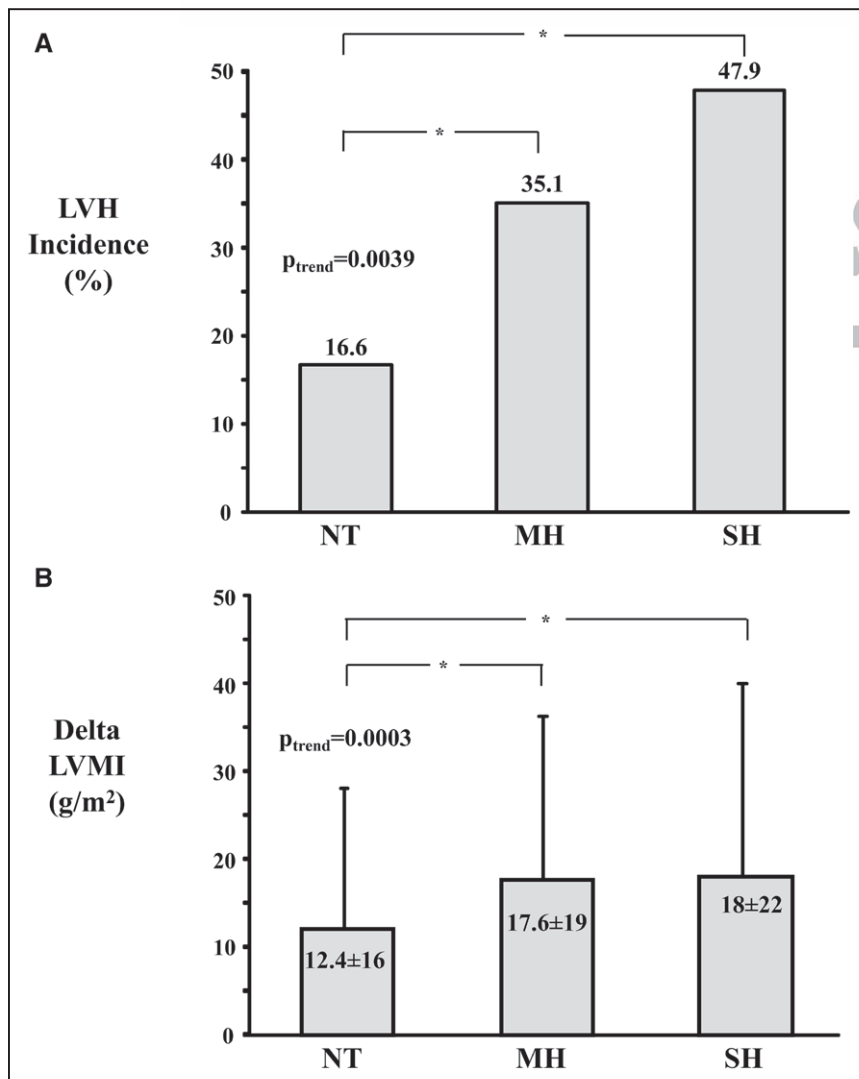 A
*
50
47.9
*
40
35.1
LVH
Incidence
(%)
30
p_trend=0.0039
20
16.6
10
0
NT MH SH
B
50
*
40
*
Delta
LVMI
(g/m²)
p_trend=0.0003
30
20
18±22
17.6±19
12.4±16
10
0
NT MH SH